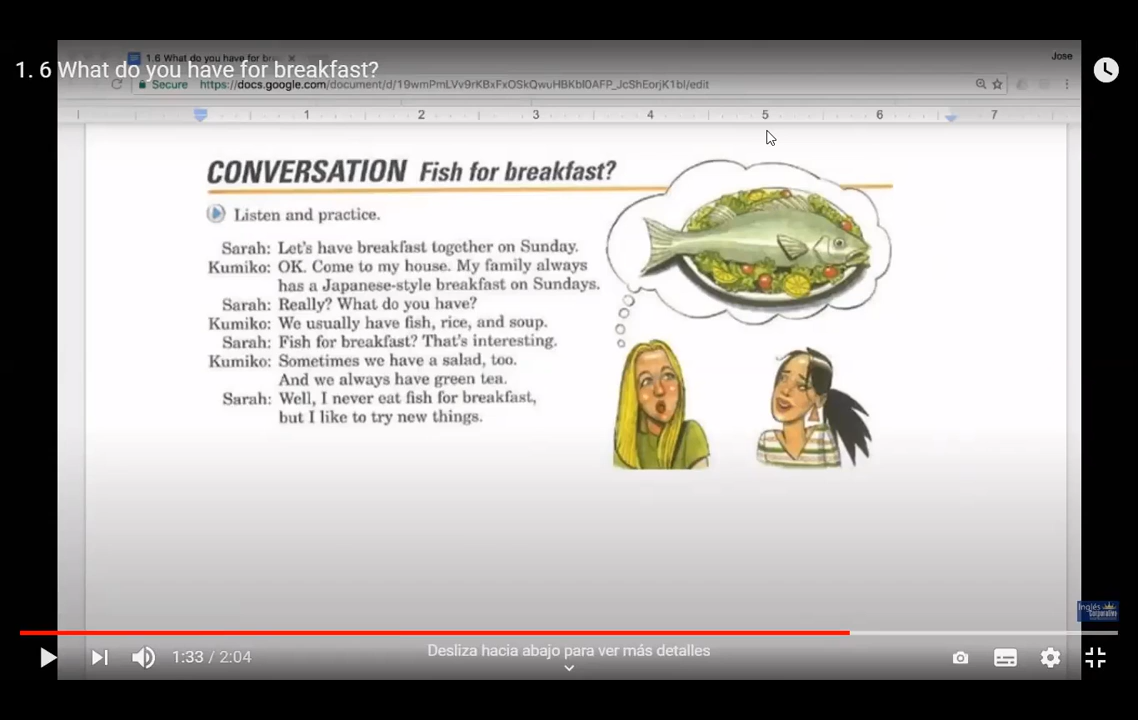 1.6 What do you have for bre
Jose
1. 6 What do you have for breakfast?
Secure https://docs.google.com/document/d/19wmPmLVv9rKBxFxOSkQwuHBKbl0AFP_JcShEorjK1bI/edit
1 2 3 4 5 6 7
CONVERSATION Fish for breakfast?
Listen and practice.
Sarah: Let's have breakfast together on Sunday.
Kumiko: OK. Come to my house. My family always
has a Japanese-style breakfast on Sundays.
Sarah: Really? What do you have?
Kumiko: We usually have fish, rice, and soup.
Sarah: Fish for breakfast? That's interesting.
Kumiko: Sometimes we have a salad, too.
And we always have green tea.
Sarah: Well, I never eat fish for breakfast,
but I like to try new things.
Inglés
Corporativo
1:33 / 2:04
Desliza hacia abajo para ver más detalles